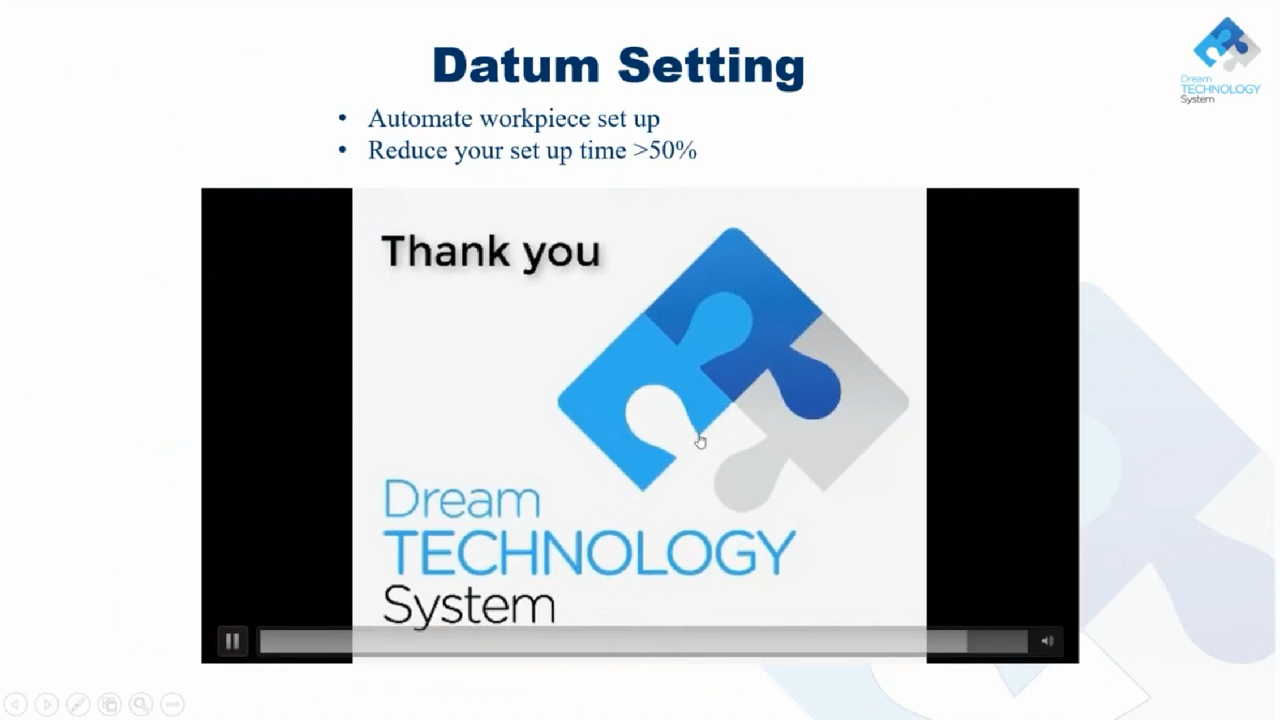 Datum Setting
• Automate workpiece set up
• Reduce your set up time >50%
Dream
TECHNOLOGY
System
Thank you
Dream
TECHNOLOGY
System